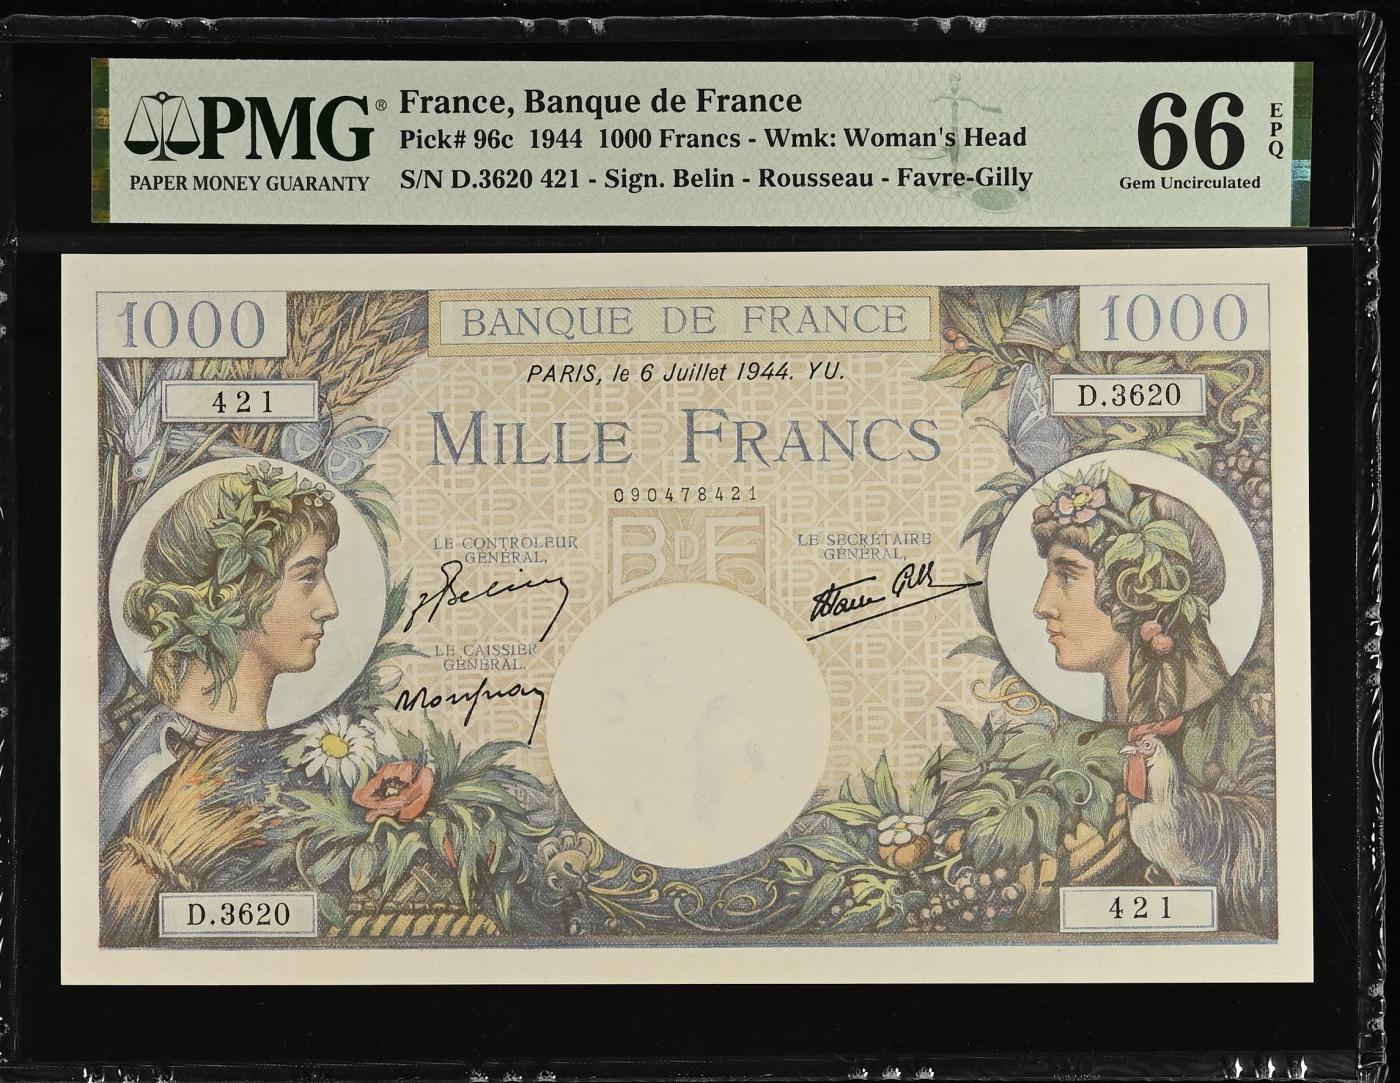 PMG®
PAPER MONEY GUARANTY
France, Banque de France
Pick# 96c 1944 1000 Francs - Wmk: Woman's Head
S/N D.3620 421 - Sign. Belin - Rousseau - Favre-Gilly
66
EPQ
Gem Uncirculated
1000
BANQUE DE FRANCE
1000
PARIS, le 6 Juillet 1944. YU.
421
D.3620
MILLE FRANCS
090478421
BDF
LE CONTROLEUR
GÉNÉRAL,
LE SECRÉTAIRE
GÉNÉRAL,
LE CAISSIER
GÉNÉRAL.
D.3620
421